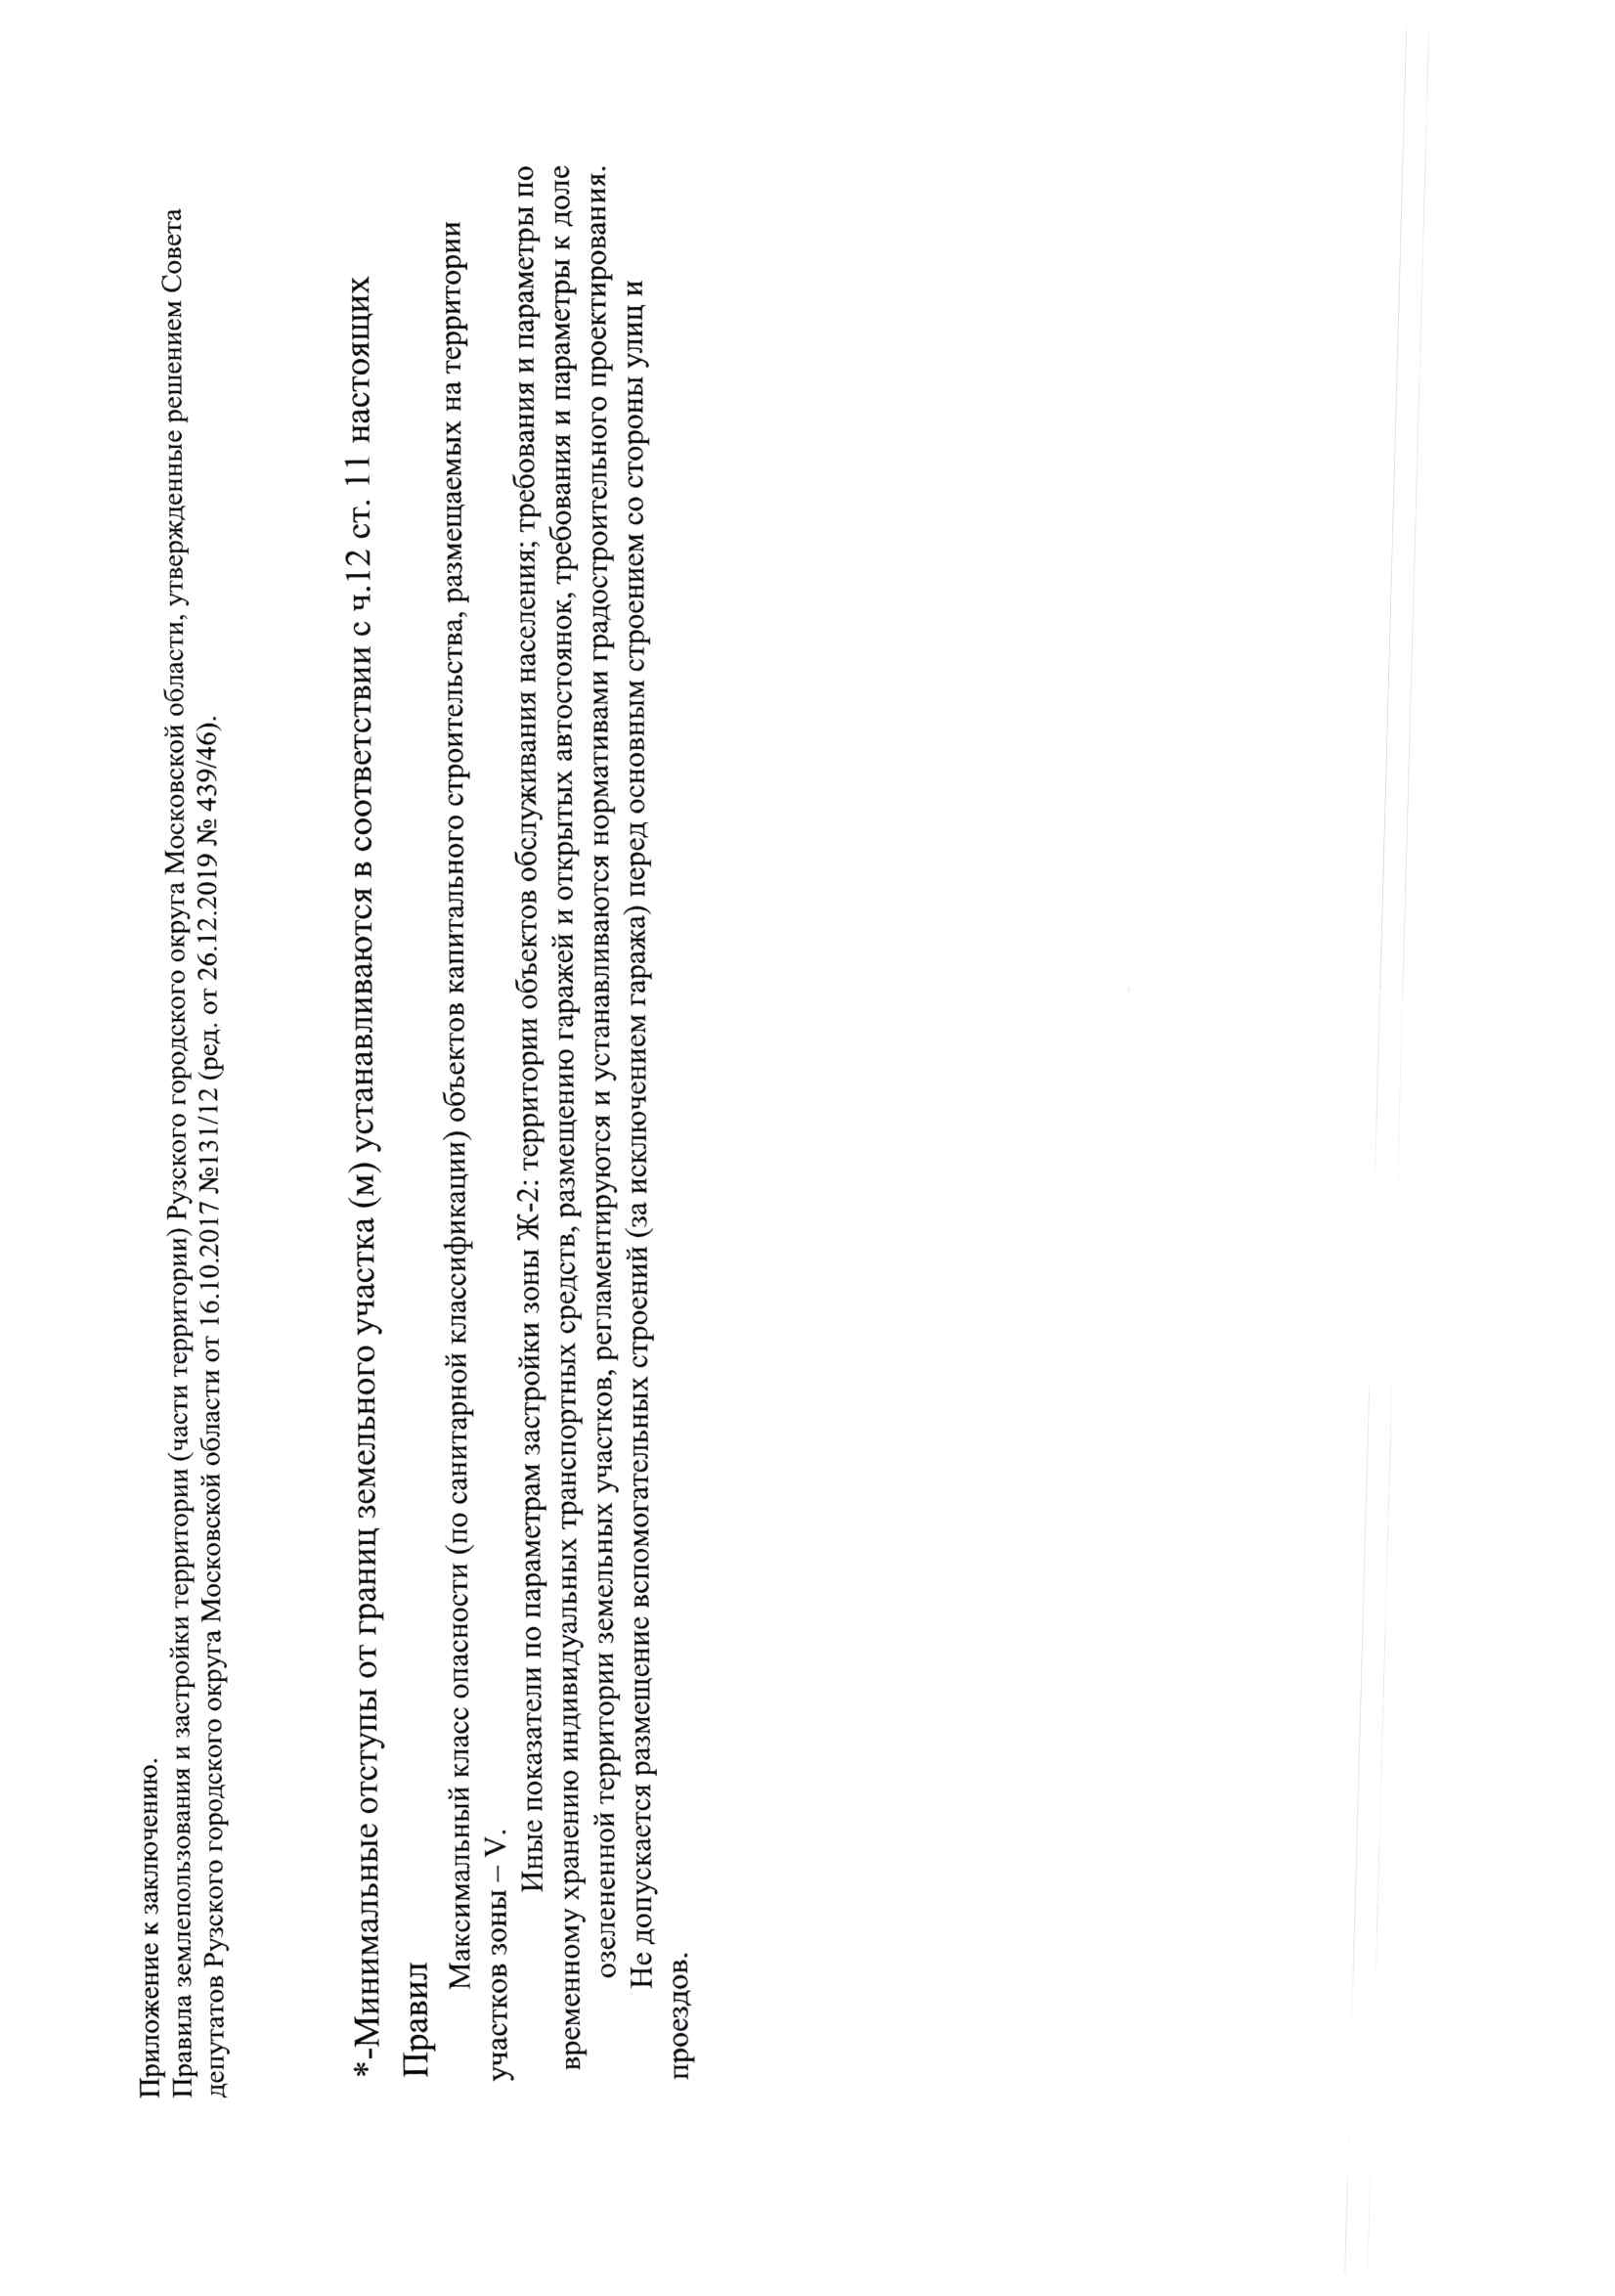 Приложение к заключению.
Правила землепользования и застройки территории (части территории) Рузского городского округа Московской области, утвержденные решением Совета
депутатов Рузского городского округа Московской области от 16.10.2017 №131/12 (ред. от 26.12.2019 № 439/46).
*-Минимальные отступы от границ земельного участка (м) устанавливаются в соответствии с ч.12 ст. 11 настоящих
Правил
Максимальный класс опасности (по санитарной классификации) объектов капитального строительства, размещаемых на территории
участков зоны – V.
Иные показатели по параметрам застройки зоны Ж-2: территории объектов обслуживания населения; требования и параметры по
временному хранению индивидуальных транспортных средств, размещению гаражей и открытых автостоянок, требования и параметры к доле
озелененной территории земельных участков, регламентируются и устанавливаются нормативами градостроительного проектирования.
Не допускается размещение вспомогательных строений (за исключением гаража) перед основным строением со стороны улиц и
проездов.